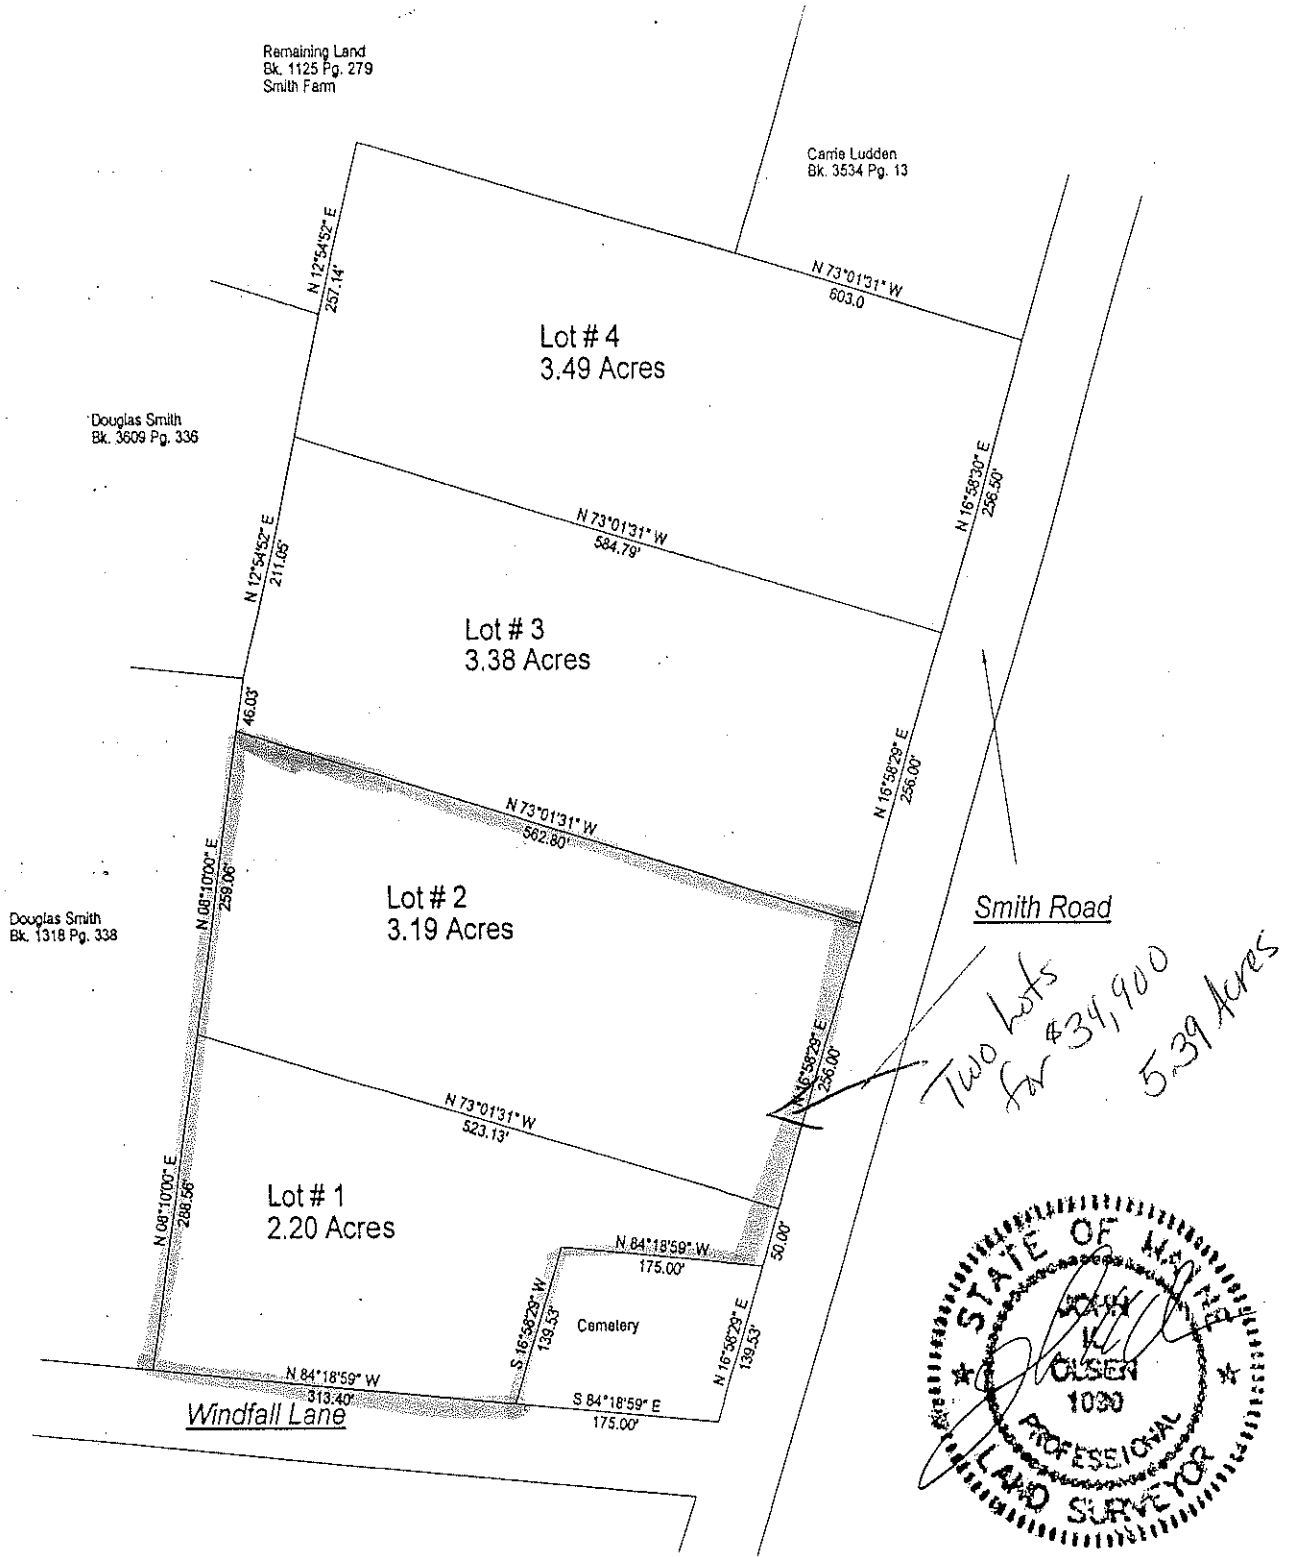 Remaining Land
Bk. 1125 Pg. 279
Smith Farm
Carrie Ludden
Bk. 3534 Pg. 13
N 12°54'52" E
257.14'
N 73°01'31" W
603.0
Lot # 4
3.49 Acres
Douglas Smith
Bk. 3609 Pg. 336
N 16°58'30" E
256.50'
N 73°01'31" W
584.79'
N 12°54'52" E
211.05'
Lot # 3
3.38 Acres
46.03'
N 16°58'29" E
256.00'
N 73°01'31" W
562.80'
N 08°10'00" E
259.06'
Lot # 2
3.19 Acres
Douglas Smith
Bk. 1318 Pg. 338
Smith Road
Two Lots
for $34,900
5.39 Acres
N 16°58'29" E
256.00'
N 73°01'31" W
523.13'
N 08°10'00" E
288.56'
Lot # 1
2.20 Acres
50.00'
N 84°18'59" W
175.00'
S 16°58'29" W
139.53'
Cemetery
N 16°58'29" E
139.53'
N 84°18'59" W
313.40'
S 84°18'59" E
175.00'
Windfall Lane
STATE OF MAINE
JOHN
OLSEN
1090
PROFESSIONAL
LAND SURVEYOR